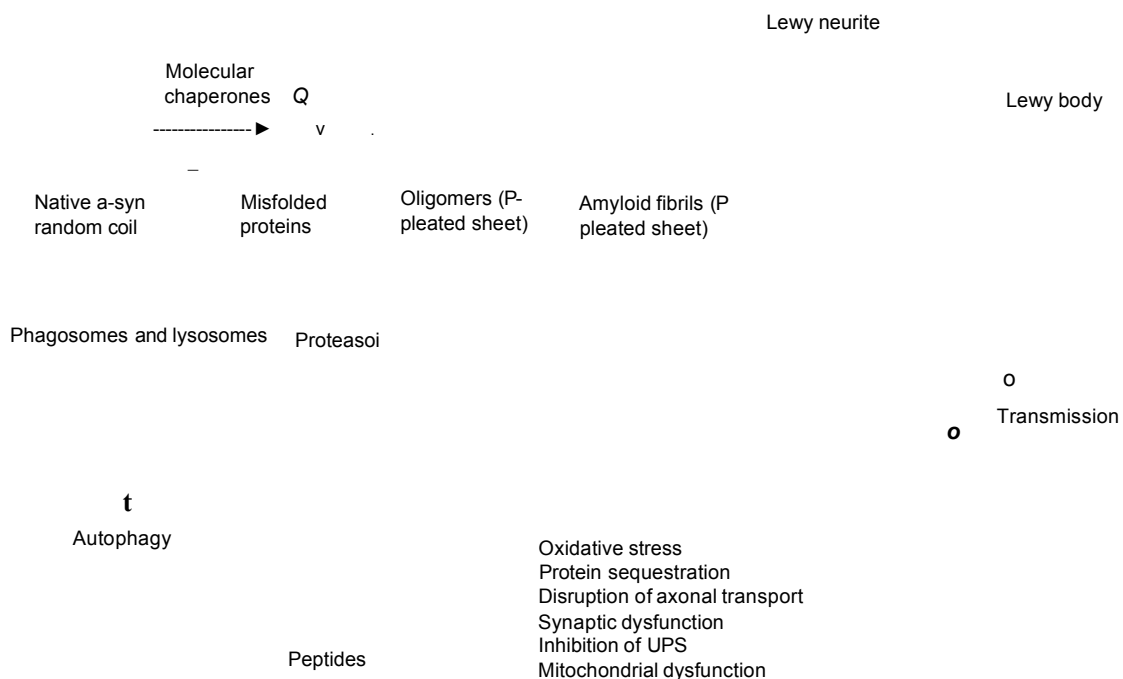 Lewy neurite
Molecular
chaperones Q
Lewy body
----------------► v .
_
Native a-syn
random coil
Misfolded
proteins
Oligomers (P-
pleated sheet)
Amyloid fibrils (P
pleated sheet)
Phagosomes and lysosomes
Proteasoi
o
Transmission
o
t
Autophagy
Oxidative stress
Protein sequestration
Disruption of axonal transport
Synaptic dysfunction
Inhibition of UPS
Mitochondrial dysfunction
Peptides